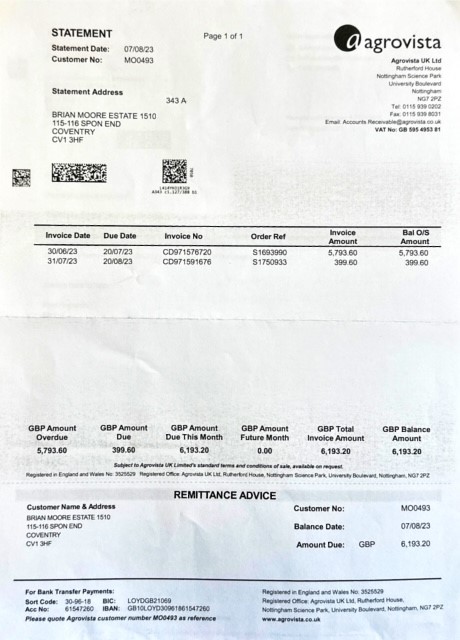 STATEMENT
Page 1 of 1
agrovista
Statement Date: 07/08/23
Customer No: MO0493
Agrovista UK Ltd
Rutherford House
Nottingham Science Park
University Boulevard
Nottingham
NG7 2PZ
Tel: 0115 939 0202
Fax: 0115 939 8031
Email: Accounts.Receivable@agrovista.co.uk
VAT No: GB 595 4953 81
Statement Address
343 A
BRIAN MOORE ESTATE 1510
115-116 SPON END
COVENTRY
CV1 3HF
Invoice Date Due Date Invoice No Order Ref Invoice Amount Bal O/S Amount
30/06/23 20/07/23 CD971576720 S1693990 5,793.60 5,793.60
31/07/23 20/08/23 CD971591676 S1750933 399.60 399.60
GBP Amount Overdue GBP Amount Due GBP Amount Due This Month GBP Amount Future Month GBP Total Invoice Amount GBP Balance Amount
5,793.60 399.60 6,193.20 0.00 6,193.20 6,193.20
Subject to Agrovista UK Limited's standard terms and conditions of sale, available on request.
Registered in England and Wales No: 3525529 Registered Office: Agrovista UK Ltd, Rutherford House, Nottingham Science Park, University Boulevard, Nottingham, NG7 2PZ
REMITTANCE ADVICE
Customer Name & Address
BRIAN MOORE ESTATE 1510
115-116 SPON END
COVENTRY
CV1 3HF
Customer No: MO0493
Balance Date: 07/08/23
Amount Due: GBP 6,193.20
For Bank Transfer Payments:
Sort Code: 30-96-18 BIC: LOYDGB21069
Acc No: 61547260 IBAN: GB10LOYD30961861547260
Please quote Agrovista customer number MO0493 as reference
Registered in England and Wales No: 3525529
Registered Office: Agrovista UK Ltd, Rutherford House,
Nottingham Science Park, University Boulevard, Nottingham, NG7 2PZ
www.agrovista.co.uk